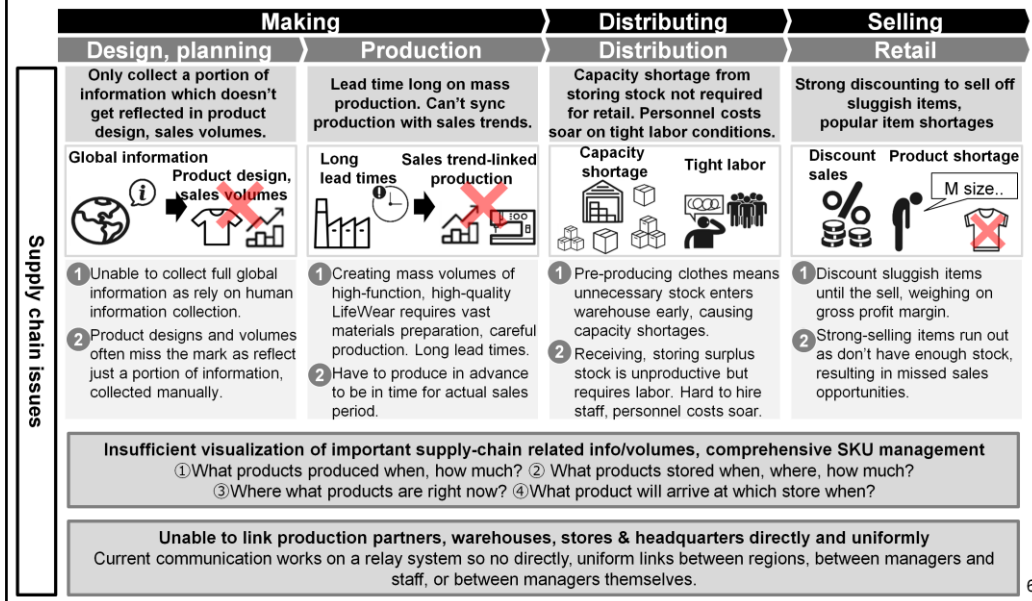 Making
Distributing
Selling
Design, planning
Production
Distribution
Retail
Supply chain issues
Only collect a portion of
information which doesn't
get reflected in product
design, sales volumes.
Global information
Product design,
sales volumes
1 Unable to collect full global
information as rely on human
information collection.
2 Product designs and volumes
often miss the mark as reflect
just a portion of information,
collected manually.
Lead time long on mass
production. Can't sync
production with sales trends.
Long
lead times
Sales trend-linked
production
1 Creating mass volumes of
high-function, high-quality
LifeWear requires vast
materials preparation, careful
production. Long lead times.
2 Have to produce in advance
to be in time for actual sales
period.
Capacity shortage from
storing stock not required
for retail. Personnel costs
soar on tight labor conditions.
Capacity
shortage
Tight labor
1 Pre-producing clothes means
unnecessary stock enters
warehouse early, causing
capacity shortages.
2 Receiving, storing surplus
stock is unproductive but
requires labor. Hard to hire
staff, personnel costs soar.
Strong discounting to sell off
sluggish items,
popular item shortages
Discount
sales
Product shortage
M size..
1 Discount sluggish items
until the sell, weighing on
gross profit margin.
2 Strong-selling items run out
as don't have enough stock,
resulting in missed sales
opportunities.
Insufficient visualization of important supply-chain related info/volumes, comprehensive SKU management
①What products produced when, how much? ② What products stored when, where, how much?
③Where what products are right now? ④What product will arrive at which store when?
Unable to link production partners, warehouses, stores & headquarters directly and uniformly
Current communication works on a relay system so no directly, uniform links between regions, between managers and
staff, or between managers themselves.
6